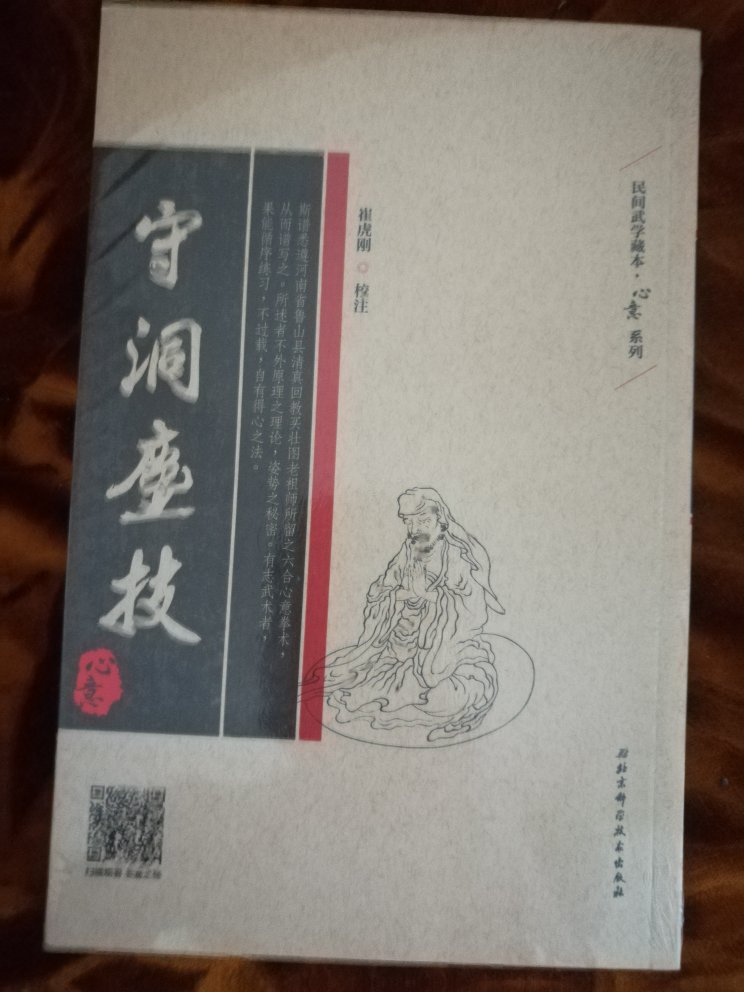 民间武学藏本·心意系列
崔虎刚 校注
斯谱悉遵河南省鲁山县清真回教买壮图老祖师所留之六合心意拳术，
从而谱写之。所述者不外原理之理论，姿势之秘密。有志武术者，
果能循序练习，不过载，自有得心之法。
守洞塵技
心意
北京科学技术出版社